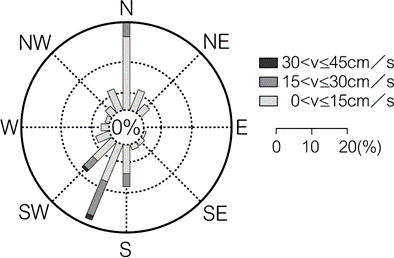 N
NW
NE
W
0%
E
SW
SE
S
30<v≤45cm／s
15<v≤30cm／s
0<v≤15cm／s
0 10 20(%)